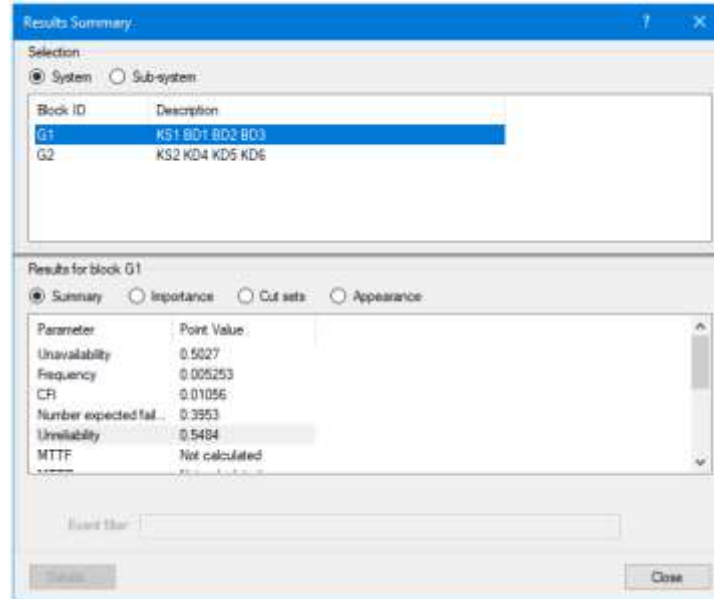 Results Summary ? ×
Selection
System Sub-system
Block ID Description
G1 KS1 BD1 BD2 BD3
G2 KS2 KD4 KD5 KD6
Results for block G1
Summary Importance Cut sets Appearance
Parameter Point Value
Unavailability 0.5027
Frequency 0.005253
CFI 0.01056
Number expected fail... 0.3953
Unreliability 0.5484
MTTF Not calculated
Event filter
Close